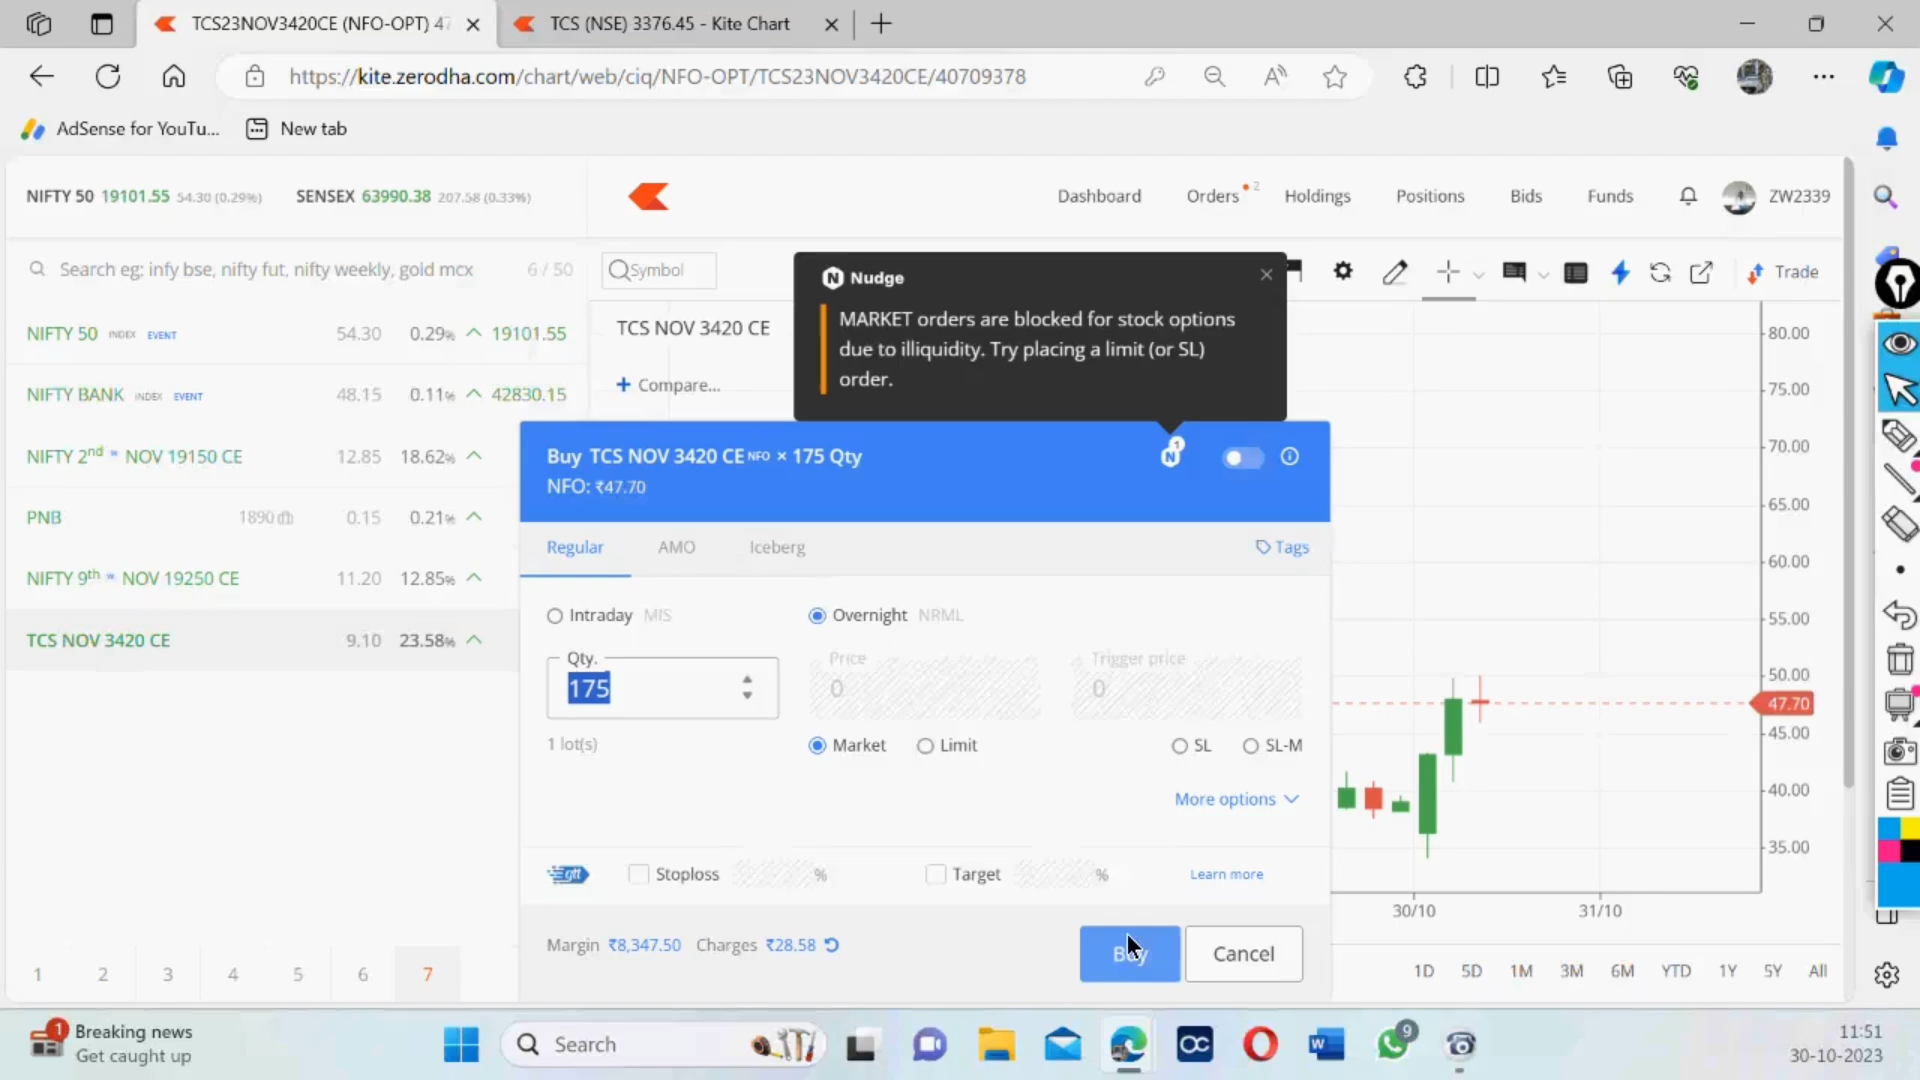 TCS23NOV3420CE (NFO-OPT) 47
TCS (NSE) 3376.45 - Kite Chart
https://kite.zerodha.com/chart/web/ciq/NFO-OPT/TCS23NOV3420CE/40709378
AdSense for YouTu...
New tab
NIFTY 50 19101.55 54.30 (0.29%)
SENSEX 63990.38 207.58 (0.33%)
Dashboard
Orders 2
Holdings
Positions
Bids
Funds
ZW2339
Search eg: infy bse, nifty fut, nifty weekly, gold mcx
6 / 50
Symbol
Trade
NIFTY 50 INDEX EVENT 54.30 0.29% 19101.55
NIFTY BANK INDEX EVENT 48.15 0.11% 42830.15
NIFTY 2nd w NOV 19150 CE 12.85 18.62%
PNB 1890 0.15 0.21%
NIFTY 9th w NOV 19250 CE 11.20 12.85%
TCS NOV 3420 CE 9.10 23.58%
1 2 3 4 5 6 7
TCS NOV 3420 CE
+ Compare...
Nudge
MARKET orders are blocked for stock options
due to illiquidity. Try placing a limit (or SL)
order.
Buy TCS NOV 3420 CE NFO × 175 Qty
NFO: ₹47.70
N 1
Regular
AMO
Iceberg
Tags
Intraday MIS
Overnight NRML
Qty.
175
Price
0
Trigger price
0
1 lot(s)
Market
Limit
SL
SL-M
More options
gtt
Stoploss %
Target %
Learn more
Margin ₹8,347.50 Charges ₹28.58
Buy
Cancel
80.00
75.00
70.00
65.00
60.00
55.00
50.00
47.70
45.00
40.00
35.00
30/10
31/10
1D 5D 1M 3M 6M YTD 1Y 5Y All
1
Breaking news
Get caught up
Search
OC
W
9
11:51
30-10-2023